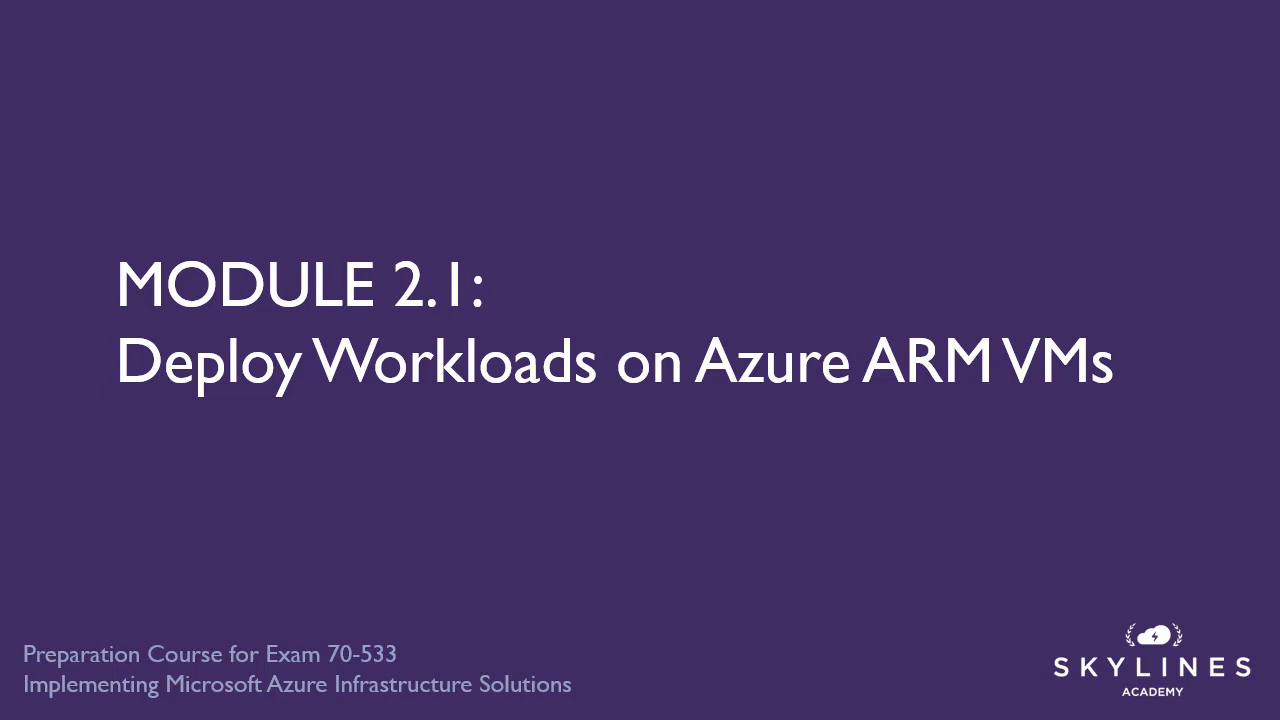 MODULE 2.1:
Deploy Workloads on Azure ARM VMs
Preparation Course for Exam 70-533
Implementing Microsoft Azure Infrastructure Solutions
SKYLINES
ACADEMY